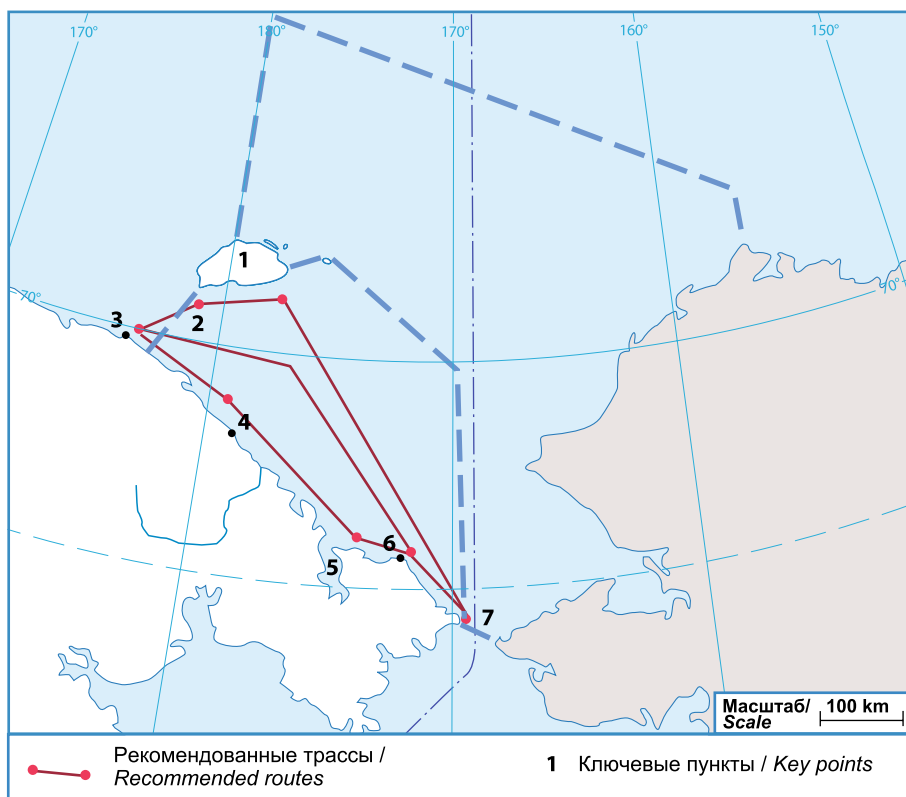 170° 180° 170° 160° 150°
1
70° 70°
2
3
4
6
5
7
Масштаб/ 100 km
Scale
Рекомендованные трассы /
Recommended routes
1 Ключевые пункты / Key points